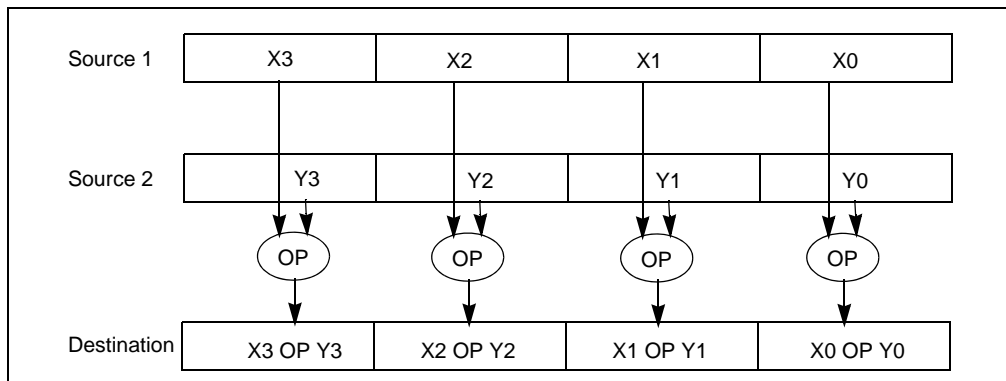 Source 1 X3 X2 X1 X0
Source 2 Y3 Y2 Y1 Y0
OP OP OP OP
Destination X3 OP Y3 X2 OP Y2 X1 OP Y1 X0 OP Y0